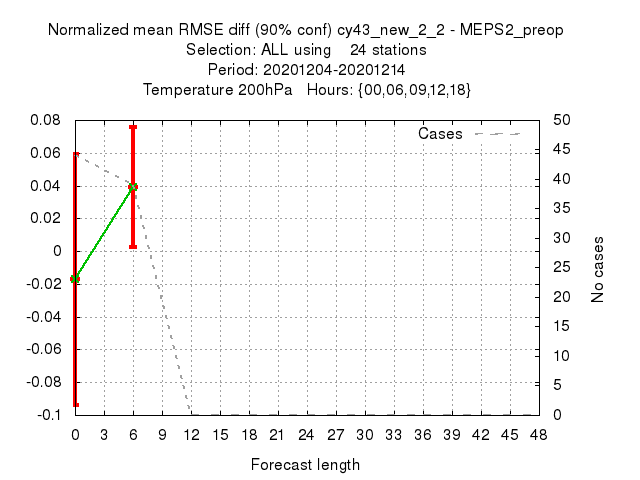 Normalized mean RMSE diff (90% conf) cy43_new_2_2 - MEPS2_preop
Selection: ALL using    24 stations
Period: 20201204-20201214
Temperature 200hPa   Hours: {00,06,09,12,18}
Cases
0.08
0.06
0.04
0.02
0
-0.02
-0.04
-0.06
-0.08
-0.1
50
45
40
35
30
25
20
15
10
5
0
No cases
0 3 6 9 12 15 18 21 24 27 30 33 36 39 42 45 48
Forecast length